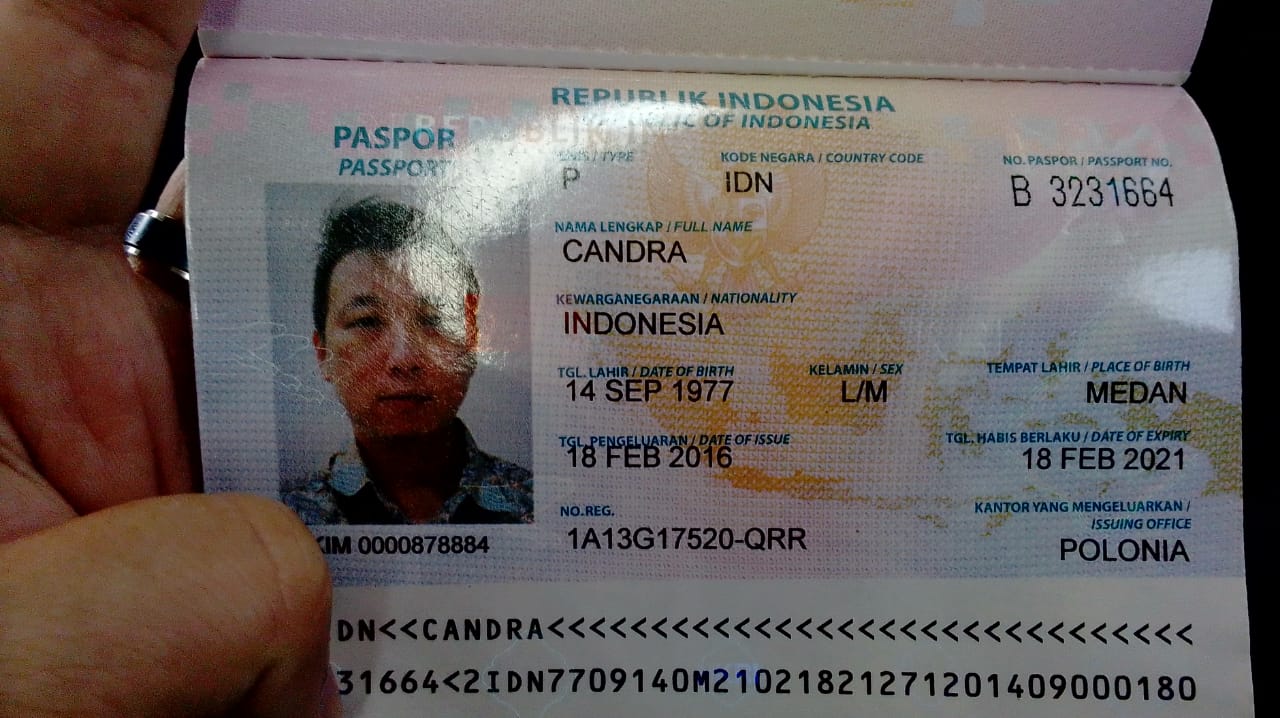 REPUBLIK INDONESIA
REPUBLIC OF INDONESIA
PASPOR
PASSPORT
JENIS / TYPE
KODE NEGARA / COUNTRY CODE
NO. PASPOR / PASSPORT NO.
P
IDN
B 3231664
NAMA LENGKAP / FULL NAME
CANDRA
KEWARGANEGARAAN / NATIONALITY
INDONESIA
TGL. LAHIR / DATE OF BIRTH
KELAMIN / SEX
TEMPAT LAHIR / PLACE OF BIRTH
14 SEP 1977
L/M
MEDAN
TGL. PENGELUARAN / DATE OF ISSUE
TGL. HABIS BERLAKU / DATE OF EXPIRY
18 FEB 2016
18 FEB 2021
NO. REG.
KANTOR YANG MENGELUARKAN /
ISSUING OFFICE
1A13G17520-QRR
POLONIA
KIM 0000878884
DN<<CANDRA<<<<<<<<<<<<<<<<<<<<<<<<<<<<<<<
31664<2IDN7709140M21021821271201409000180